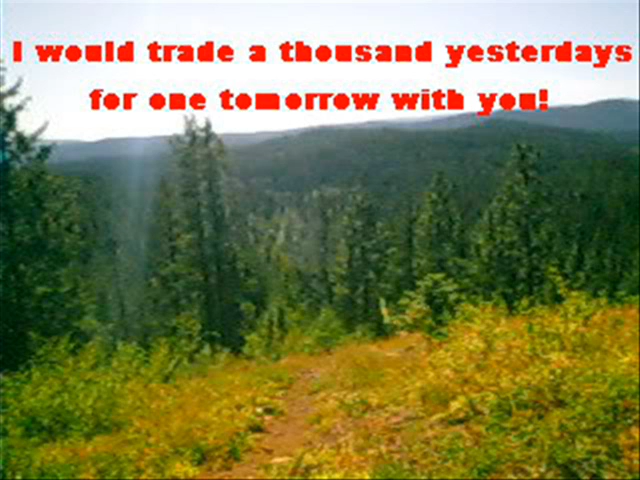 I would trade a thousand yesterdays
for one tomorrow with you!